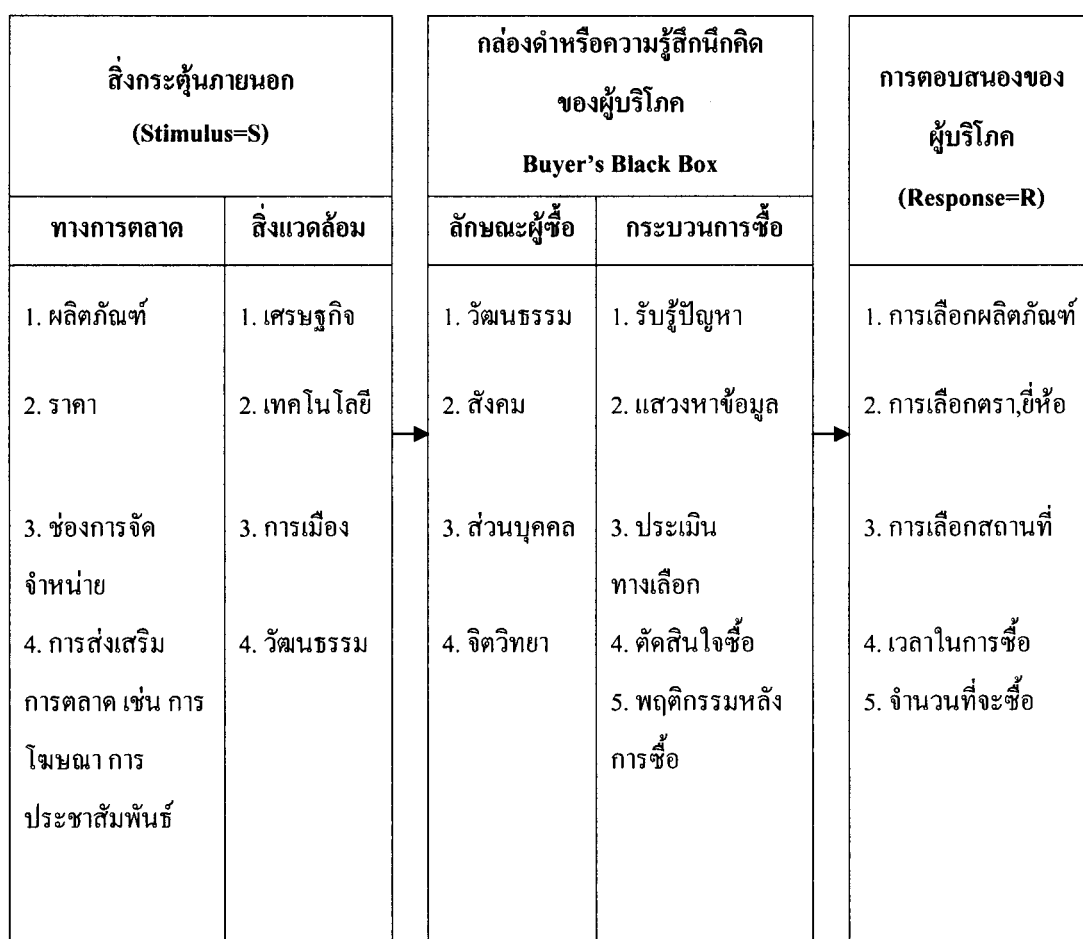 สิ่งกระตุ้นภายนอก
(Stimulus=S)
ทางการตลาด
สิ่งแวดล้อม
1. ผลิตภัณฑ์
2. ราคา
3. ช่องการจัด
จำหน่าย
4. การส่งเสริม
การตลาด เช่น การ
โฆษณา การ
ประชาสัมพันธ์
1. เศรษฐกิจ
2. เทคโนโลยี
3. การเมือง
4. วัฒนธรรม
กล่องดำหรือความรู้สึกนึกคิด
ของผู้บริโภค
Buyer's Black Box
ลักษณะผู้ซื้อ
กระบวนการซื้อ
1. วัฒนธรรม
2. สังคม
3. ส่วนบุคคล
4. จิตวิทยา
1. รับรู้ปัญหา
2. แสวงหาข้อมูล
3. ประเมิน
ทางเลือก
4. ตัดสินใจซื้อ
5. พฤติกรรมหลัง
การซื้อ
การตอบสนองของ
ผู้บริโภค
(Response=R)
1. การเลือกผลิตภัณฑ์
2. การเลือกตรา,ยี่ห้อ
3. การเลือกสถานที่
4. เวลาในการซื้อ
5. จำนวนที่จะซื้อ